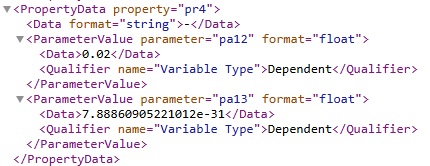 ▼<PropertyData property="pr4">
<Data format="string">-</Data>
▼<ParameterValue parameter="pa12" format="float">
<Data>0.02</Data>
<Qualifier name="Variable Type">Dependent</Qualifier>
</ParameterValue>
▼<ParameterValue parameter="pa13" format="float">
<Data>7.88860905221012e-31</Data>
<Qualifier name="Variable Type">Dependent</Qualifier>
</ParameterValue>
</PropertyData>